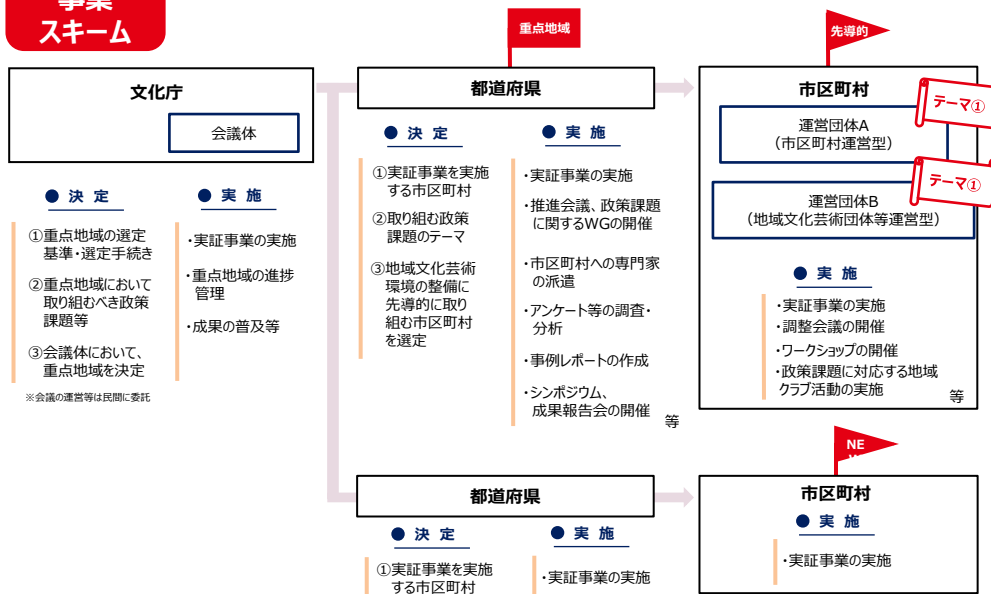 事業
スキーム
文化庁
会議体
● 決 定
①重点地域の選定
基準・選定手続き
②重点地域において
取り組むべき政策
課題等
③会議体において、
重点地域を決定
※会議の運営等は民間に委託
● 実 施
・実証事業の実施
・重点地域の進捗
管理
・成果の普及等
重点地域
都道府県
● 決 定
①実証事業を実施
する市区町村
②取り組む政策
課題のテーマ
③地域文化芸術
環境の整備に
先導的に取り
組む市区町村
を選定
● 実 施
・実証事業の実施
・推進会議、政策課題
に関するWGの開催
・市区町村への専門家
の派遣
・アンケート等の調査・
分析
・事例レポートの作成
・シンポジウム、
成果報告会の開催
等
先導的
市区町村
テーマ①
運営団体A
（市区町村運営型）
テーマ①
運営団体B
（地域文化芸術団体等運営型）
● 実 施
・実証事業の実施
・調整会議の開催
・ワークショップの開催
・政策課題に対応する地域
クラブ活動の実施
等
都道府県
● 決 定
①実証事業を実施
する市区町村
● 実 施
・実証事業の実施
NE
市区町村
● 実 施
・実証事業の実施